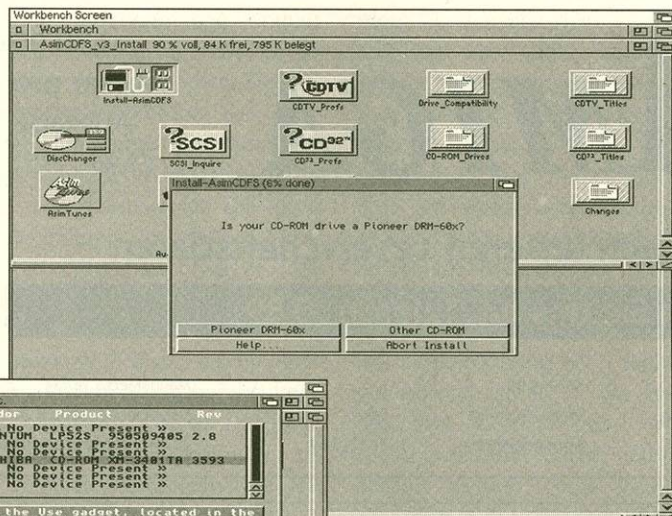 Workbench Screen
Workbench
AsimCDFS_v3_Install 90 % voll, 84 K frei, 795 K belegt
Install-AsimCDFS
? CDTV
CDTV_Prefs
Drive_Compatibility
CDTV_Titles
DiscChanger
?SCSI
SCSI_Inquire
?CD³²™
CD³²_Prefs
CD-ROM_Drives
CD³²_Titles
Asim Tunes
AsimTunes
Changes
Install-AsimCDFS (6% done)
Is your CD-ROM drive a Pioneer DRM-60x?
Pioneer DRM-60x
Other CD-ROM
Help...
Abort Install
Product Rev
No Device Present »
LP52S 950509405 2.8
No Device Present »
No Device Present »
CD-ROM XM-3401TA 3593
No Device Present »
No Device Present »
No Device Present »
the Use gadget, located in the